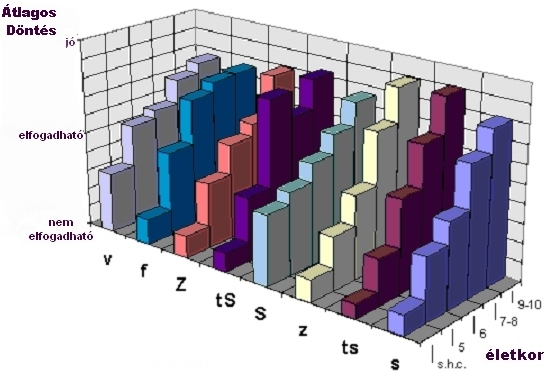 Átlagos
Döntés
jó
elfogadható
nem
elfogadható
v
f
Z
tS
S
z
ts
s
s.h.c.
5
6
7-8
9-10
életkor